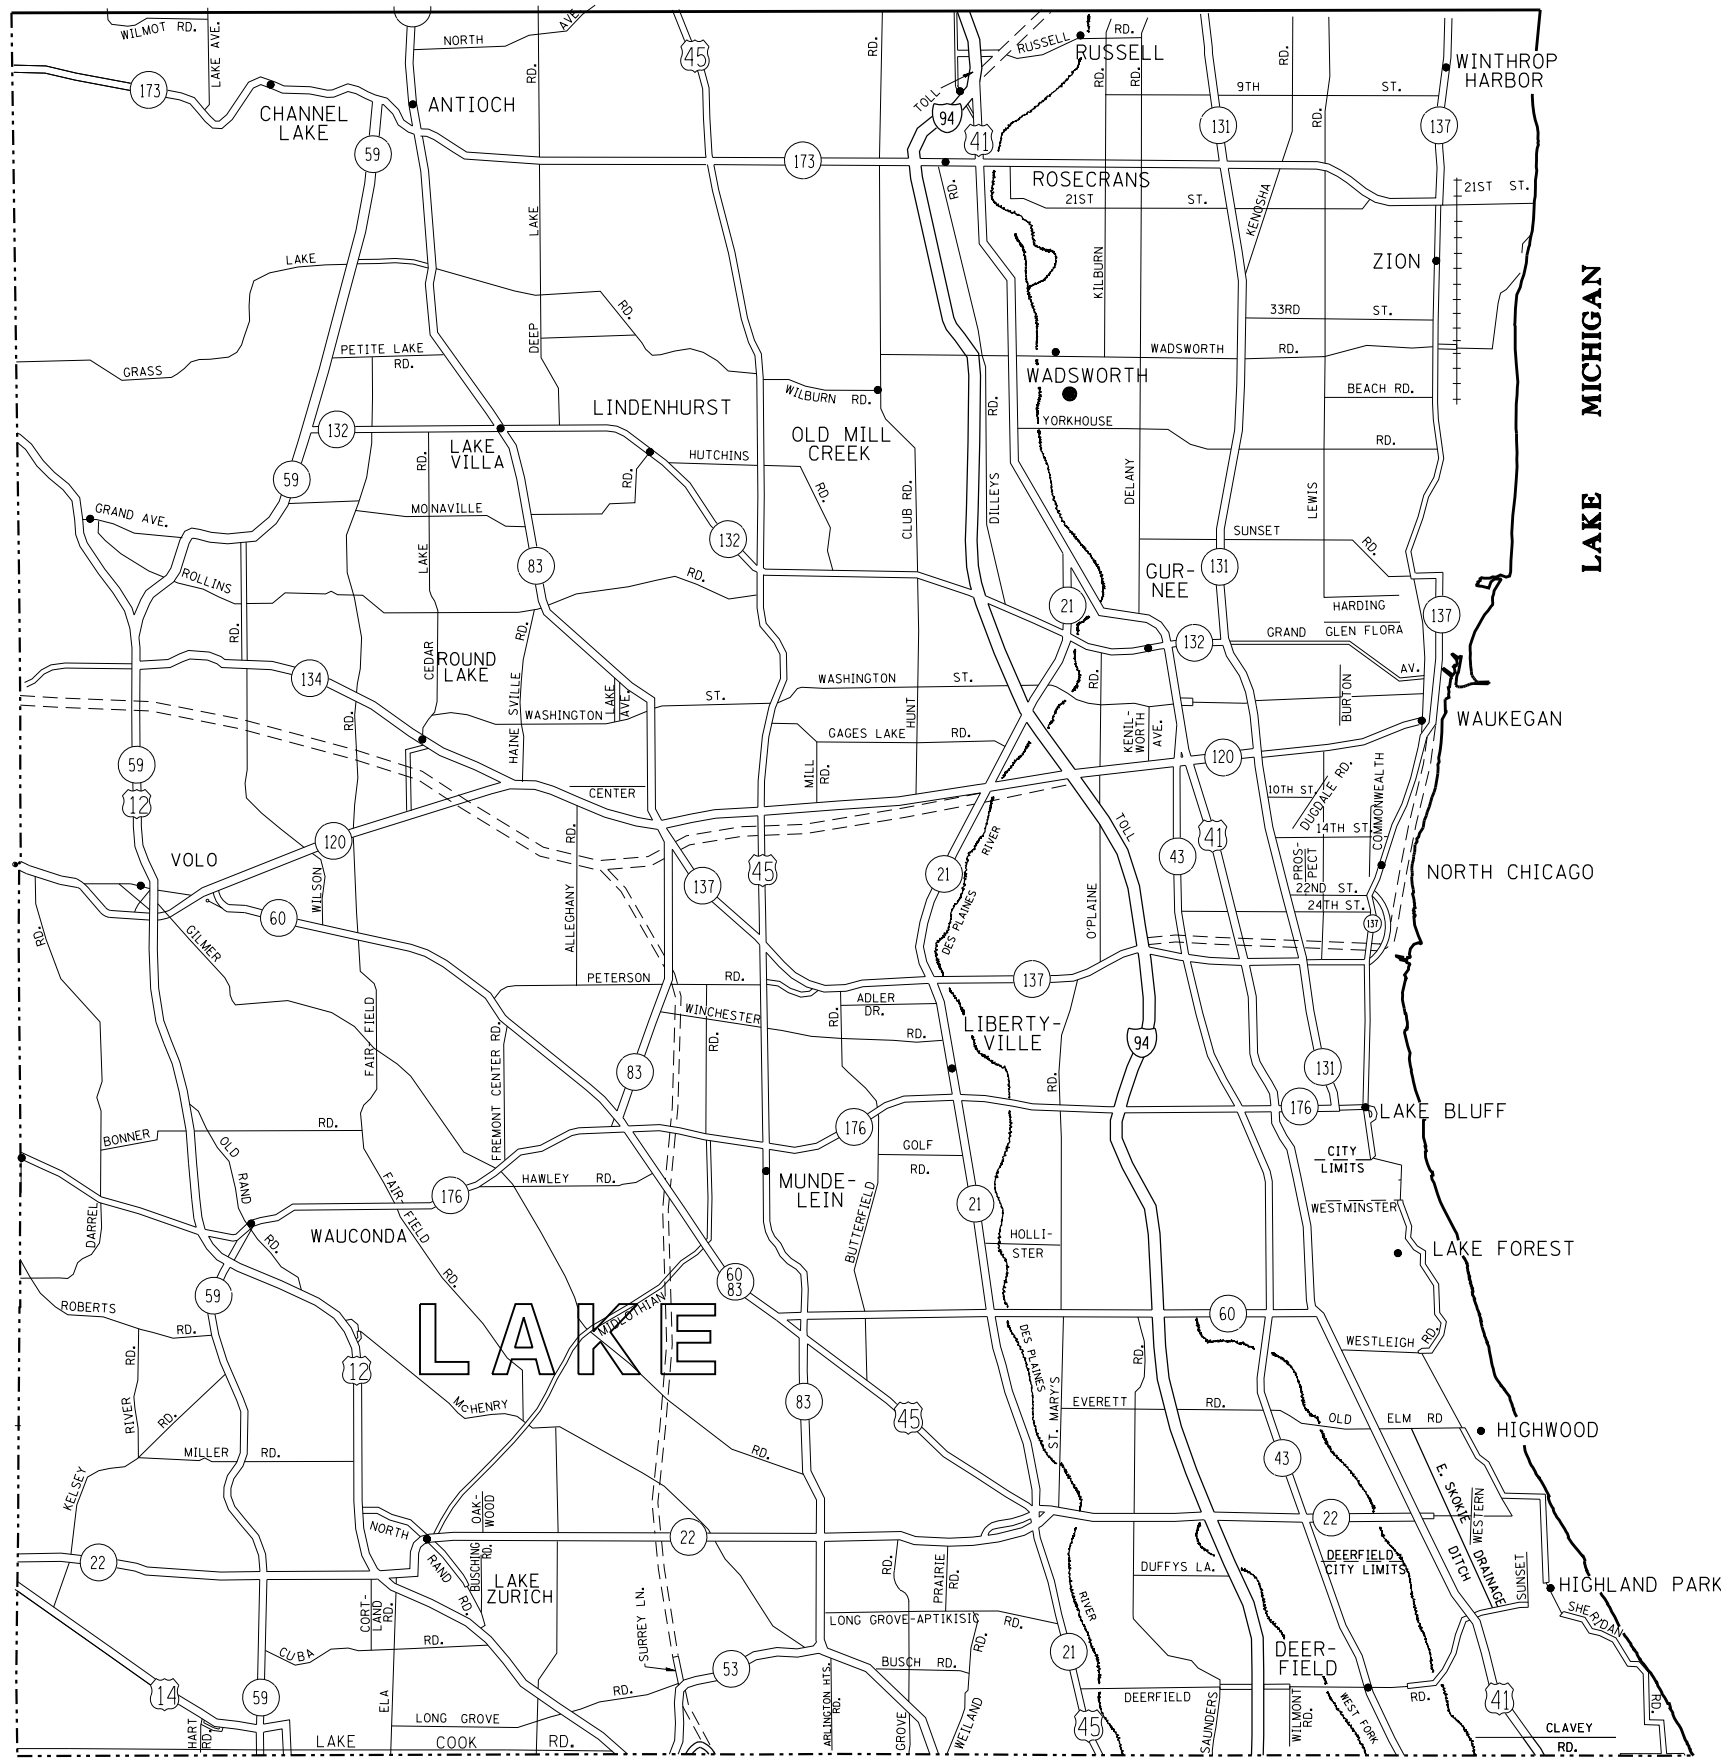 WILMOT RD.
LAKE AVE.
NORTH AVE.
45
RD.
RD.
RUSSELL RD.
RUSSELL
RD.
RD.
RD.
WINTHROP
HARBOR
173
CHANNEL
LAKE
ANTIOCH
TOLL
94
41
9TH ST.
131
RD.
137
59
173
RD.
ROSECRANS
21ST ST.
21ST ST.
KENOSHA
LAKE
LAKE
ZION
KILBURN
LAKE MICHIGAN
RD.
DEEP
33RD ST.
PETITE LAKE
RD.
GRASS
WADSWORTH RD.
WADSWORTH
WILBURN RD.
BEACH RD.
LINDENHURST
132
LAKE
VILLA
RD.
OLD MILL
CREEK
RD.
YORKHOUSE RD.
HUTCHINS
RD.
RD.
59
MONAVILLE
GRAND AVE.
CLUB RD.
DILLEYS
DELANY
LEWIS
132
SUNSET RD.
LAKE
83
ROLLINS
RD.
GUR-
NEE
131
21
HARDING
137
GLEN FLORA
RD.
CEDAR
ROUND
LAKE
RD.
132
GRAND AV.
134
HAINESVILLE
LAKE
AVE.
WASHINGTON
ST.
WASHINGTON ST.
RD.
BURTON
RD.
HUNT
GAGES LAKE RD.
KENIL-
WORTH
AVE.
WAUKEGAN
59
12
CENTER
MILL
RD.
120
10TH ST.
DUGDALE RD.
COMMONWEALTH
14TH ST.
TOLL
120
RD.
41
43
RIVER
VOLO
45
21
137
PROS-
PECT
NORTH CHICAGO
22ND ST.
24TH ST.
137
WILSON
60
ALLEGHANY
DES PLAINES
O'PLAINE
RD.
GILMER
PETERSON RD.
137
WINCHESTER
RD.
ADLER
DR.
RD.
RD.
LIBERTY-
VILLE
94
FAIR-FIELD
FREMONT CENTER RD.
83
RD.
131
176
176
LAKE BLUFF
BONNER
RD.
OLD
RAND
RD.
GOLF
RD.
CITY
LIMITS
HAWLEY RD.
MUNDE-
LEIN
176
DARREL
FAIR-
FIELD
RD.
WAUCONDA
BUTTERFIELD
21
WESTMINSTER
HOLLI-
STER
LAKE FOREST
59
60
83
ROBERTS
RD.
LAKE
MIDLOTHIAN
60
DES PLAINES
WESTLEIGH RD.
RD.
RD.
12
RIVER
RD.
McHENRY
RD.
83
45
ST. MARY'S
EVERETT RD.
OLD ELM RD
HIGHWOOD
MILLER RD.
43
KELSEY
OAK-
WOOD
E. SKOKIE
DRAINAGE
DITCH
WESTERN
NORTH
22
22
22
RAND
RD.
BUSCHING
RD.
LAKE
ZURICH
RD.
PRAIRIE
RD.
DUFFYS LA.
DEERFIELD-
CITY LIMITS
SUNSET
HIGHLAND PARK
SHERIDAN
CORT-
LAND
RD.
SURREY LN.
LONG GROVE-APTIKISIC RD.
RIVER
CUBA
RD.
21
DEER-
FIELD
53
BUSCH RD.
RD.
14
59
ELA
RD.
ARLINGTON HTS.
RD.
WEILAND
DEERFIELD
RD.
SAUNDERS
WILMONT
RD.
WEST FORK
41
RD.
HART
RD.
LONG GROVE
GROVE
45
CLAVEY
RD.
LAKE COOK RD.